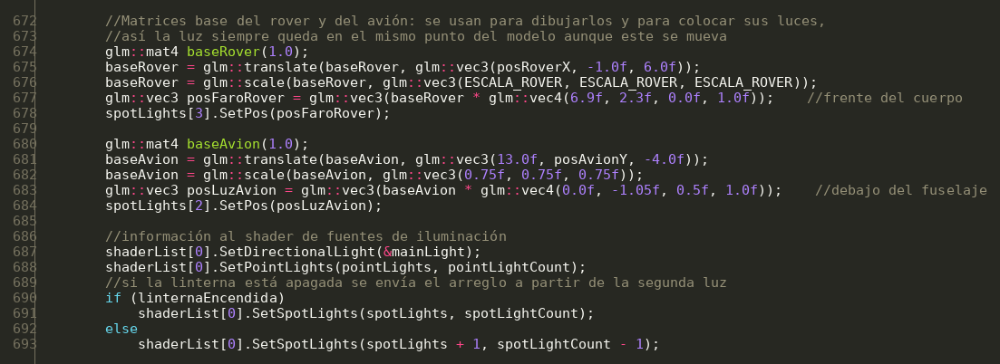 672        //Matrices base del rover y del avión: se usan para dibujarlos y para colocar sus luces,
673        //así la luz siempre queda en el mismo punto del modelo aunque este se mueva
674        glm::mat4 baseRover(1.0);
675        baseRover = glm::translate(baseRover, glm::vec3(posRoverX, -1.0f, 6.0f));
676        baseRover = glm::scale(baseRover, glm::vec3(ESCALA_ROVER, ESCALA_ROVER, ESCALA_ROVER));
677        glm::vec3 posFaroRover = glm::vec3(baseRover * glm::vec4(6.9f, 2.3f, 0.0f, 1.0f));    //frente del cuerpo
678        spotLights[3].SetPos(posFaroRover);
679
680        glm::mat4 baseAvion(1.0);
681        baseAvion = glm::translate(baseAvion, glm::vec3(13.0f, posAvionY, -4.0f));
682        baseAvion = glm::scale(baseAvion, glm::vec3(0.75f, 0.75f, 0.75f));
683        glm::vec3 posLuzAvion = glm::vec3(baseAvion * glm::vec4(0.0f, -1.05f, 0.5f, 1.0f));    //debajo del fuselaje
684        spotLights[2].SetPos(posLuzAvion);
685
686        //información al shader de fuentes de iluminación
687        shaderList[0].SetDirectionalLight(&mainLight);
688        shaderList[0].SetPointLights(pointLights, pointLightCount);
689        //si la linterna está apagada se envía el arreglo a partir de la segunda luz
690        if (linternaEncendida)
691            shaderList[0].SetSpotLights(spotLights, spotLightCount);
692        else
693            shaderList[0].SetSpotLights(spotLights + 1, spotLightCount - 1);